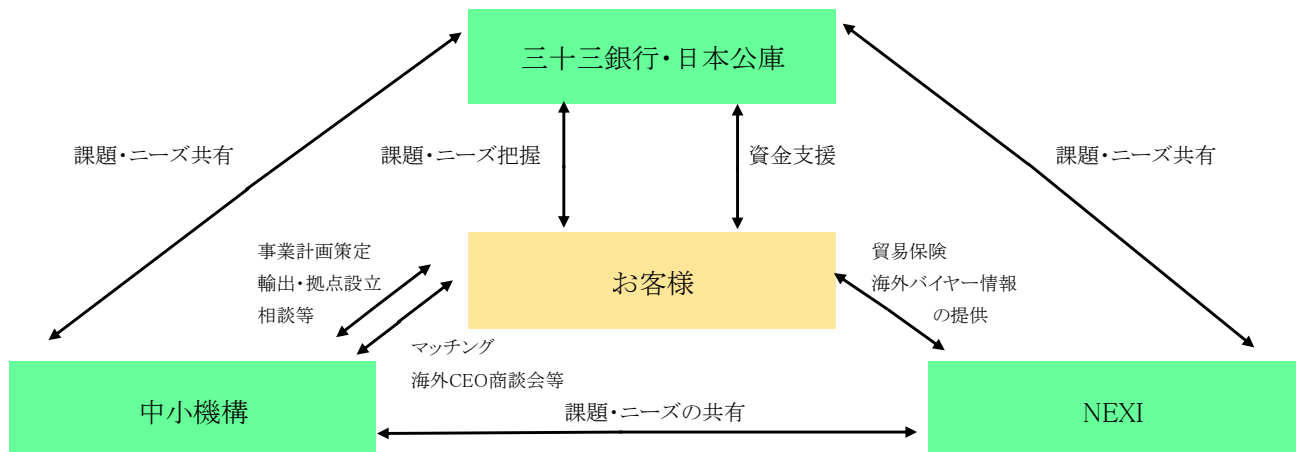 三十三銀行・日本公庫
課題・ニーズ共有
課題・ニーズ把握
資金支援
課題・ニーズ共有
事業計画策定
輸出・拠点設立
相談等
お客様
貿易保険
海外バイヤー情報
の提供
マッチング
海外CEO商談会等
中小機構
課題・ニーズの共有
NEXI